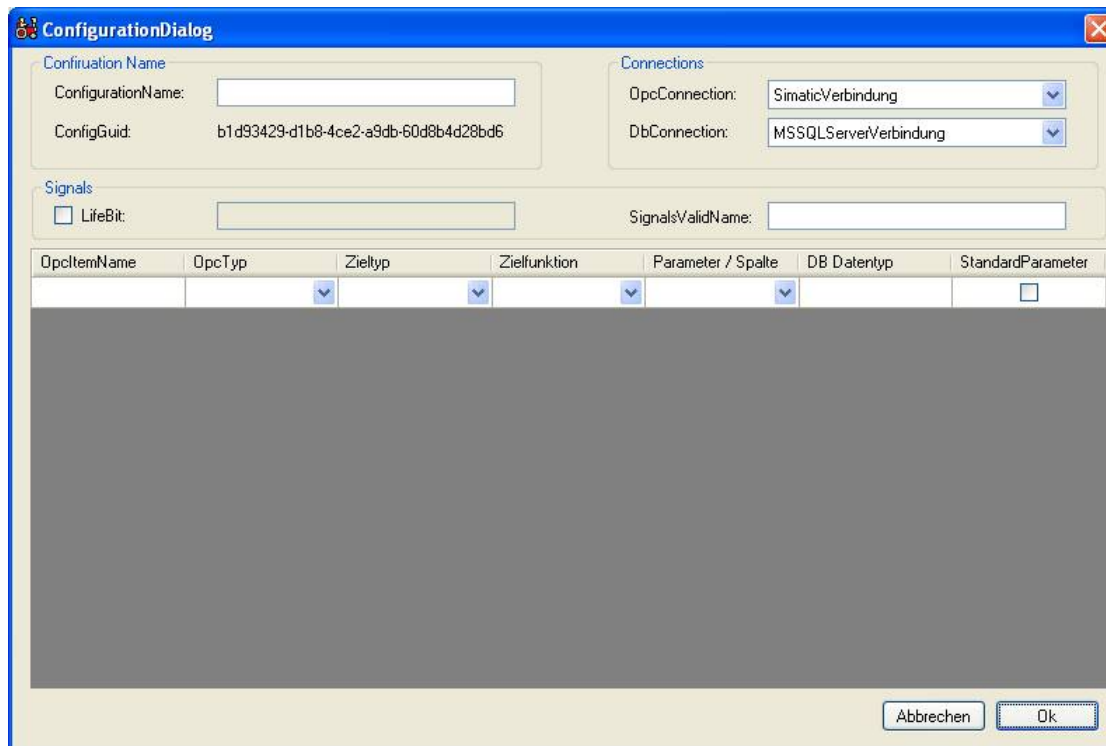 ConfigurationDialog
Confiruation Name
ConfigurationName:
ConfigGuid: b1d93429-d1b8-4ce2-a9db-60d8b4d28bd6
Connections
OpcConnection: SimaticVerbindung
DbConnection: MSSQLServerVerbindung
Signals
LifeBit: SignalsValidName:
OpcItemName OpcTyp Zieltyp Zielfunktion Parameter / Spalte DB Datentyp StandardParameter
Abbrechen Ok